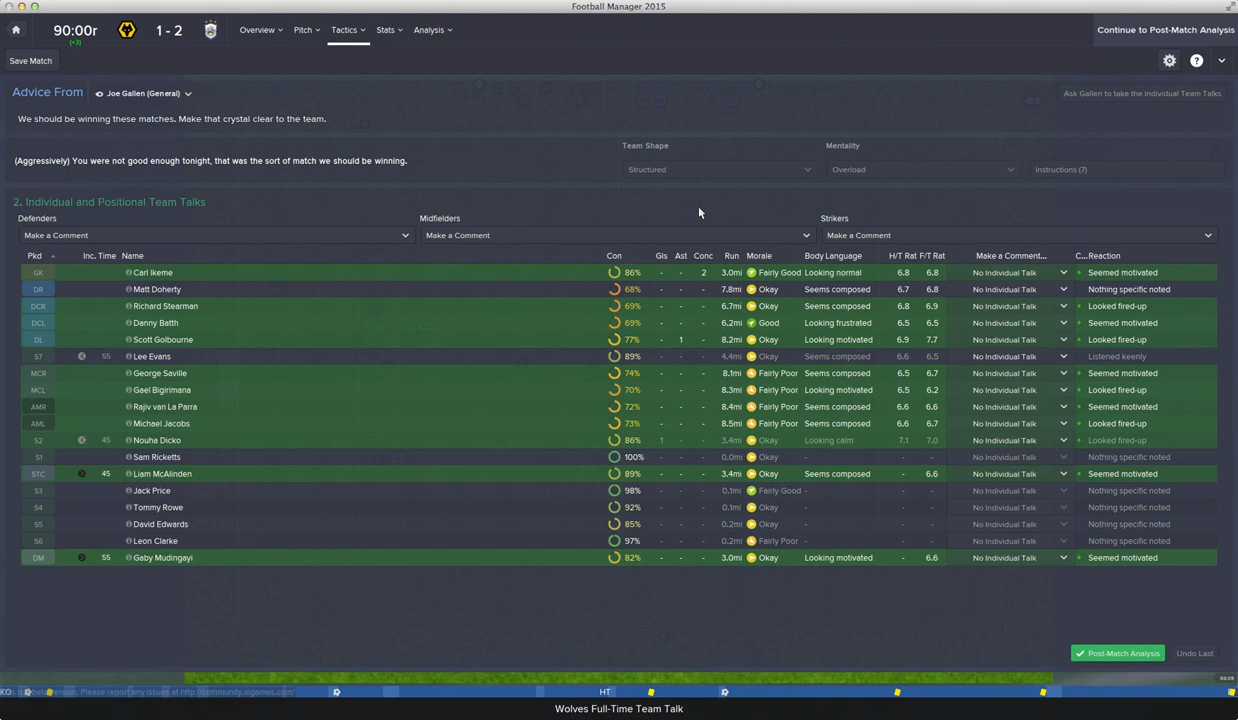 Football Manager 2015
90:00r
(+3)
1 - 2
Overview Pitch Tactics Stats Analysis
Continue to Post-Match Analysis
Save Match
?
Advice From Joe Gallen (General)
Ask Gallen to take the Individual Team Talks
We should be winning these matches. Make that crystal clear to the team.
Team Shape Mentality
(Aggressively) You were not good enough tonight, that was the sort of match we should be winning.
Structured Overload Instructions (7)
2. Individual and Positional Team Talks
Defenders Midfielders Strikers
Make a Comment Make a Comment Make a Comment
Pkd Inc. Time Name Con Gls Ast Conc Run Morale Body Language H/T Rat F/T Rat Make a Comment... C... Reaction
GK Carl Ikeme 86% - - 2 3.0mi Fairly Good Looking normal 6.8 6.8 No Individual Talk Seemed motivated
DR Matt Doherty 68% - - - 7.8mi Okay Seems composed 6.7 6.8 No Individual Talk Nothing specific noted
DCR Richard Stearman 69% - - - 6.7mi Okay Seems composed 6.8 6.9 No Individual Talk Looked fired-up
DCL Danny Batth 69% - - - 6.2mi Good Looking frustrated 6.5 6.5 No Individual Talk Seemed motivated
DL Scott Golbourne 77% - 1 - 8.2mi Okay Looking motivated 6.9 7.7 No Individual Talk Looked fired-up
S7 55 Lee Evans 89% - - - 4.4mi Okay Seems composed 6.6 6.5 No Individual Talk Listened keenly
MCR George Saville 74% - - - 8.1mi Fairly Poor Seems composed 6.5 6.7 No Individual Talk Seemed motivated
MCL Gael Bigirimana 70% - - - 8.3mi Fairly Poor Looking motivated 6.5 6.2 No Individual Talk Looked fired-up
AMR Rajiv van La Parra 72% - - - 8.4mi Fairly Poor Seems composed 6.6 6.6 No Individual Talk Seemed motivated
AML Michael Jacobs 73% - - - 8.5mi Fairly Poor Seems composed 6.6 6.7 No Individual Talk Looked fired-up
S2 45 Nouha Dicko 86% 1 - - 3.4mi Okay Looking calm 7.1 7.0 No Individual Talk Looked fired-up
S1 Sam Ricketts 100% - - - 0.0mi Okay - - - No Individual Talk Nothing specific noted
STC 45 Liam McAlinden 89% - - - 3.4mi Okay Seems composed - 6.6 No Individual Talk Seemed motivated
S3 Jack Price 98% - - - 0.1mi Fairly Good - - - No Individual Talk Nothing specific noted
S4 Tommy Rowe 92% - - - 0.1mi Okay - - - No Individual Talk Nothing specific noted
S5 David Edwards 85% - - - 0.2mi Okay - - - No Individual Talk Nothing specific noted
S6 Leon Clarke 97% - - - 0.2mi Fairly Poor - - - No Individual Talk Nothing specific noted
DM 55 Gaby Mudingayi 82% - - - 3.0mi Okay Looking motivated - 6.6 No Individual Talk Seemed motivated
Post-Match Analysis Undo Last
93:05
KO version. Please report any issues at http://community.sigames.com/ HT
Wolves Full-Time Team Talk